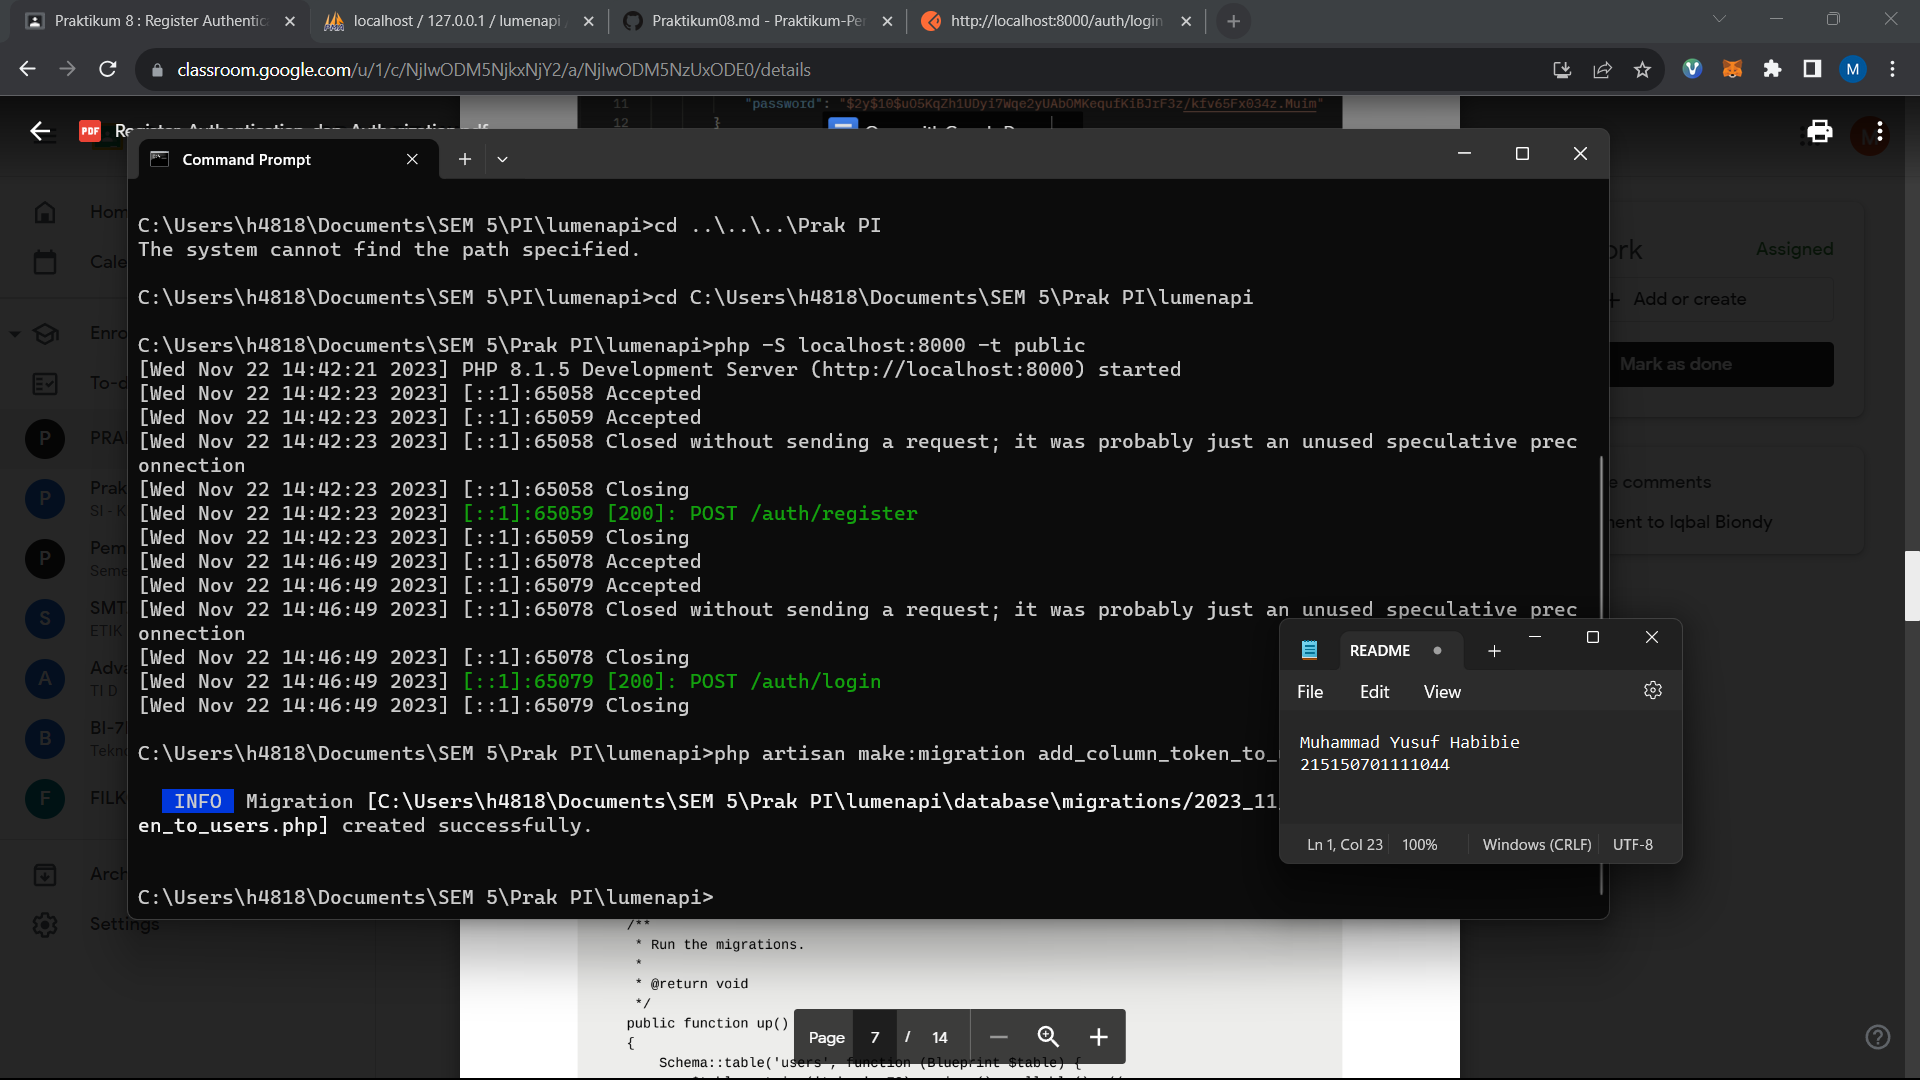 Praktikum 8 : Register Authentic
localhost / 127.0.0.1 / lumenapi
Praktikum08.md - Praktikum-Pe
http://localhost:8000/auth/login
classroom.google.com/u/1/c/NjIwODM5NjkxNjY2/a/NjIwODM5NzUxODE0/details
M
11 "password": "$2y$10$uO5KqZh1UDyi7Wqe2yUAbOMKequfKiBJrF3z/kfv65Fx034z.Muim"
12 }
PDF
Command Prompt
C:\Users\h4818\Documents\SEM 5\PI\lumenapi>cd ..\..\..\Prak PI
The system cannot find the path specified.
C:\Users\h4818\Documents\SEM 5\PI\lumenapi>cd C:\Users\h4818\Documents\SEM 5\Prak PI\lumenapi
C:\Users\h4818\Documents\SEM 5\Prak PI\lumenapi>php -S localhost:8000 -t public
[Wed Nov 22 14:42:21 2023] PHP 8.1.5 Development Server (http://localhost:8000) started
[Wed Nov 22 14:42:23 2023] [::1]:65058 Accepted
[Wed Nov 22 14:42:23 2023] [::1]:65059 Accepted
[Wed Nov 22 14:42:23 2023] [::1]:65058 Closed without sending a request; it was probably just an unused speculative prec
onnection
[Wed Nov 22 14:42:23 2023] [::1]:65058 Closing
[Wed Nov 22 14:42:23 2023] [::1]:65059 [200]: POST /auth/register
[Wed Nov 22 14:42:23 2023] [::1]:65059 Closing
[Wed Nov 22 14:46:49 2023] [::1]:65078 Accepted
[Wed Nov 22 14:46:49 2023] [::1]:65079 Accepted
[Wed Nov 22 14:46:49 2023] [::1]:65078 Closed without sending a request; it was probably just an unused speculative prec
onnection
[Wed Nov 22 14:46:49 2023] [::1]:65078 Closing
[Wed Nov 22 14:46:49 2023] [::1]:65079 [200]: POST /auth/login
[Wed Nov 22 14:46:49 2023] [::1]:65079 Closing
C:\Users\h4818\Documents\SEM 5\Prak PI\lumenapi>php artisan make:migration add_column_token_to_
INFO Migration [C:\Users\h4818\Documents\SEM 5\Prak PI\lumenapi\database\migrations/2023_11
en_to_users.php] created successfully.
C:\Users\h4818\Documents\SEM 5\Prak PI\lumenapi>
Hom
Cale
Enro
To-d
P PRA
P Prak
SI - K
P Pem
Seme
S SMT
ETIK
A Adva
TI D
B BI-7
Tekn
F FILK
Arch
Settings
ork
Assigned
+ Add or create
Mark as done
e comments
ment to Iqbal Biondy
README
File Edit View
Muhammad Yusuf Habibie
215150701111044
Ln 1, Col 23 100% Windows (CRLF) UTF-8
/**
* Run the migrations.
*
* @return void
*/
public function up()
{
Schema::table('users', function (Blueprint $table) {
Page 7 / 14